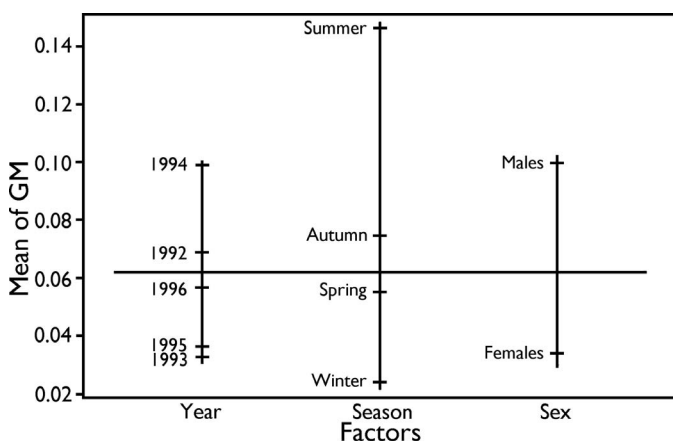 Mean of GM
0.14
0.12
0.10
0.08
0.06
0.04
0.02
1994
1992
1996
1995
1993
Summer
Autumn
Spring
Winter
Males
Females
Year
Season
Sex
Factors